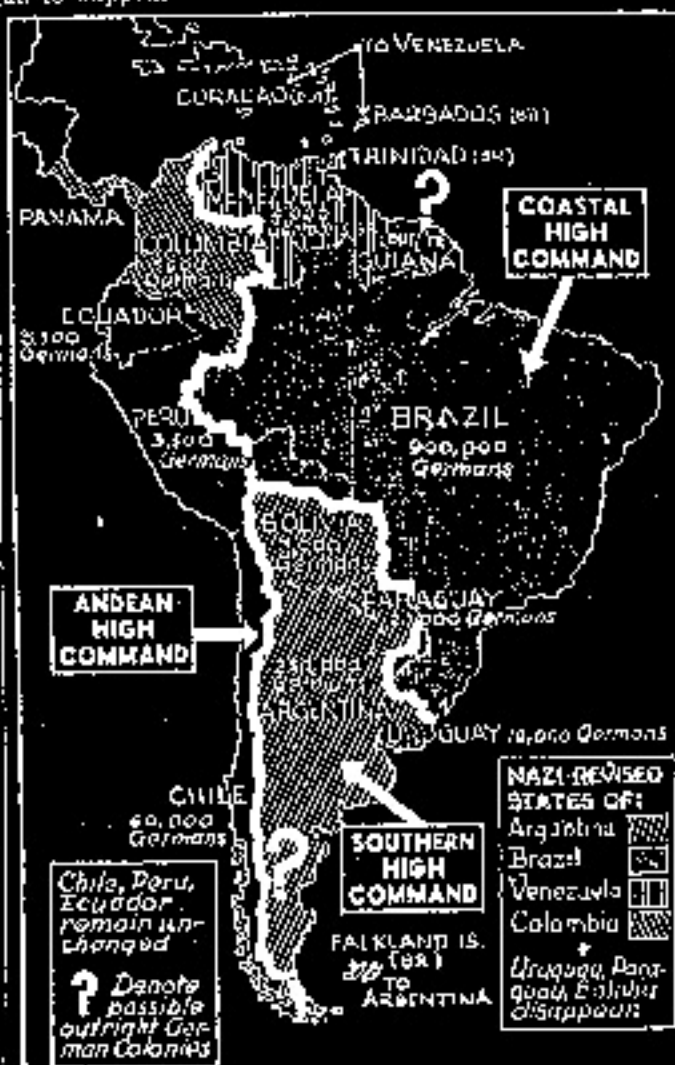 TO VENEZUELA
CURAÇAO
BARBADOS (BR)
TRINIDAD (BR)
?
PANAMA
VENEZUELA
COLOMBIA
GUIANA
COASTAL
HIGH
COMMAND
ECUADOR
Germans
PERU
3,500
Germans
BRAZIL
900,000
Germans
BOLIVIA
German
PARAGUAY
Germans
ANDEAN
HIGH
COMMAND
ARGENTINA
URUGUAY 10,000 Germans
CHILE
60,000
Germans
?
SOUTHERN
HIGH
COMMAND
FALKLAND IS.
(BR)
TO
ARGENTINA
NAZI-REVISED
STATES OF:
Argentina
Brazil
Venezuela
Colombia
Uruguay, Para-
guay, Bolivia
disappear
Chile, Peru,
Ecuador
remain un-
changed
? Denote
possible
outright Ger-
man Colonies